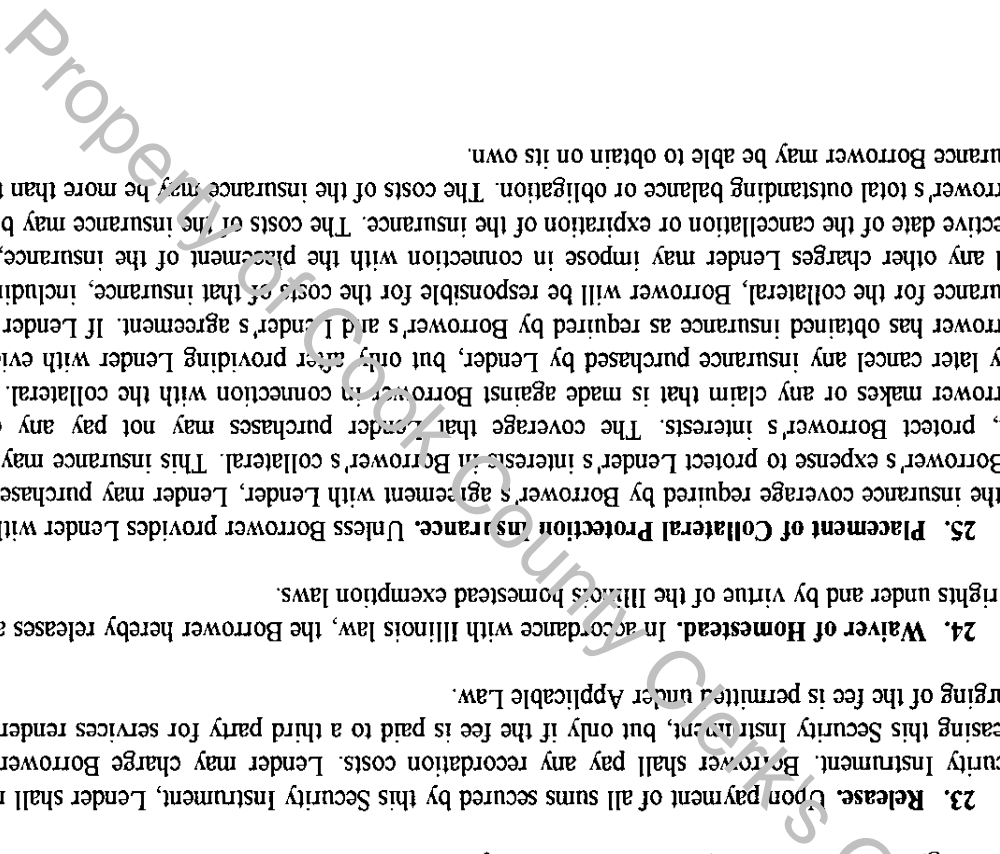 23. Release. Upon payment of all sums secured by this Security Instrument, Lender shall r
curity Instrument. Borrower shall pay any recordation costs. Lender may charge Borrower
easing this Security Instrument, but only if the fee is paid to a third party for services render
rging of the fee is permitted under Applicable Law.
24. Waiver of Homestead. In accordance with Illinois law, the Borrower hereby releases a
rights under and by virtue of the Illinois homestead exemption laws.
25. Placement of Collateral Protection Insurance. Unless Borrower provides Lender with
the insurance coverage required by Borrower's agreement with Lender, Lender may purchase
Borrower's expense to protect Lender's interests in Borrower's collateral. This insurance may
, protect Borrower's interests. The coverage that Lender purchases may not pay any c
rrower makes or any claim that is made against Borrower in connection with the collateral.
y later cancel any insurance purchased by Lender, but only after providing Lender with evi
rrower has obtained insurance as required by Borrower's and Lender's agreement. If Lender
urance for the collateral, Borrower will be responsible for the costs of that insurance, includin
l any other charges Lender may impose in connection with the placement of the insurance,
ective date of the cancellation or expiration of the insurance. The costs of the insurance may b
rrower's total outstanding balance or obligation. The costs of the insurance may be more than t
urance Borrower may be able to obtain on its own.
Property of Cook County Clerk's O